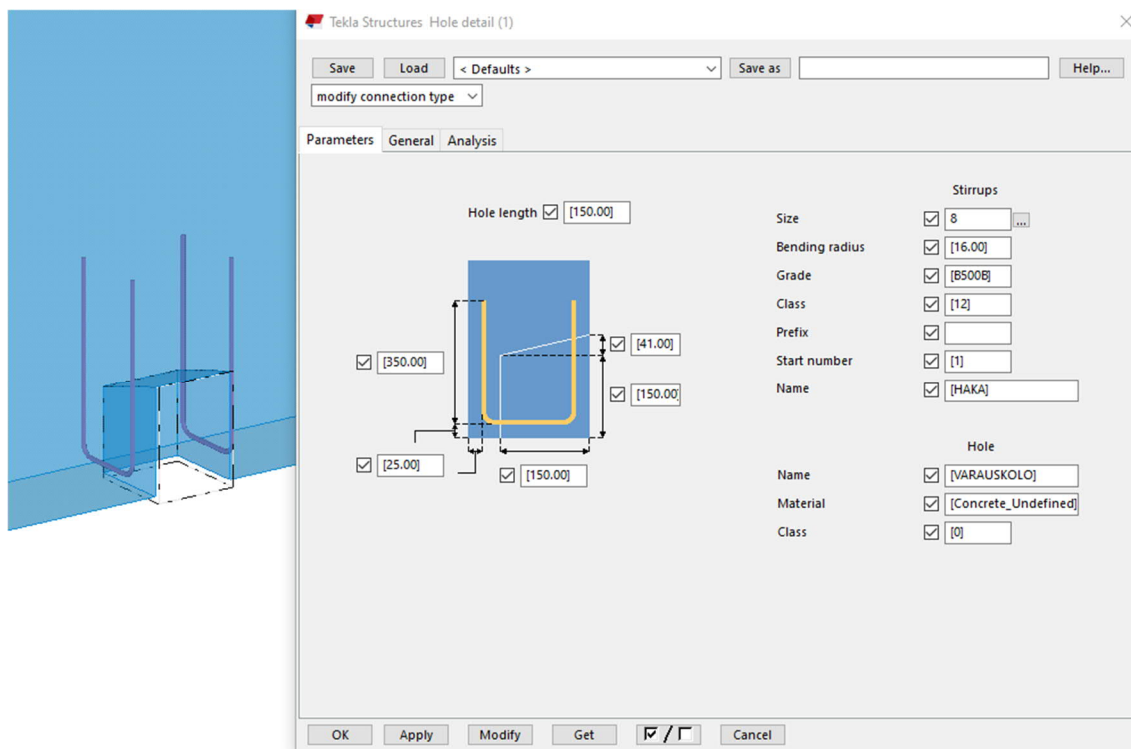 Tekla Structures Hole detail (1)
Save Load < Defaults > Save as Help...
modify connection type
Parameters General Analysis
Hole length [150.00]
[350.00]
[41.00]
[150.00]
[25.00]
[150.00]
Stirrups
Size 8 ...
Bending radius [16.00]
Grade [B500B]
Class [12]
Prefix
Start number [1]
Name [HAKA]
Hole
Name [VARAUSKOLO]
Material [Concrete_Undefined]
Class [0]
OK Apply Modify Get / Cancel